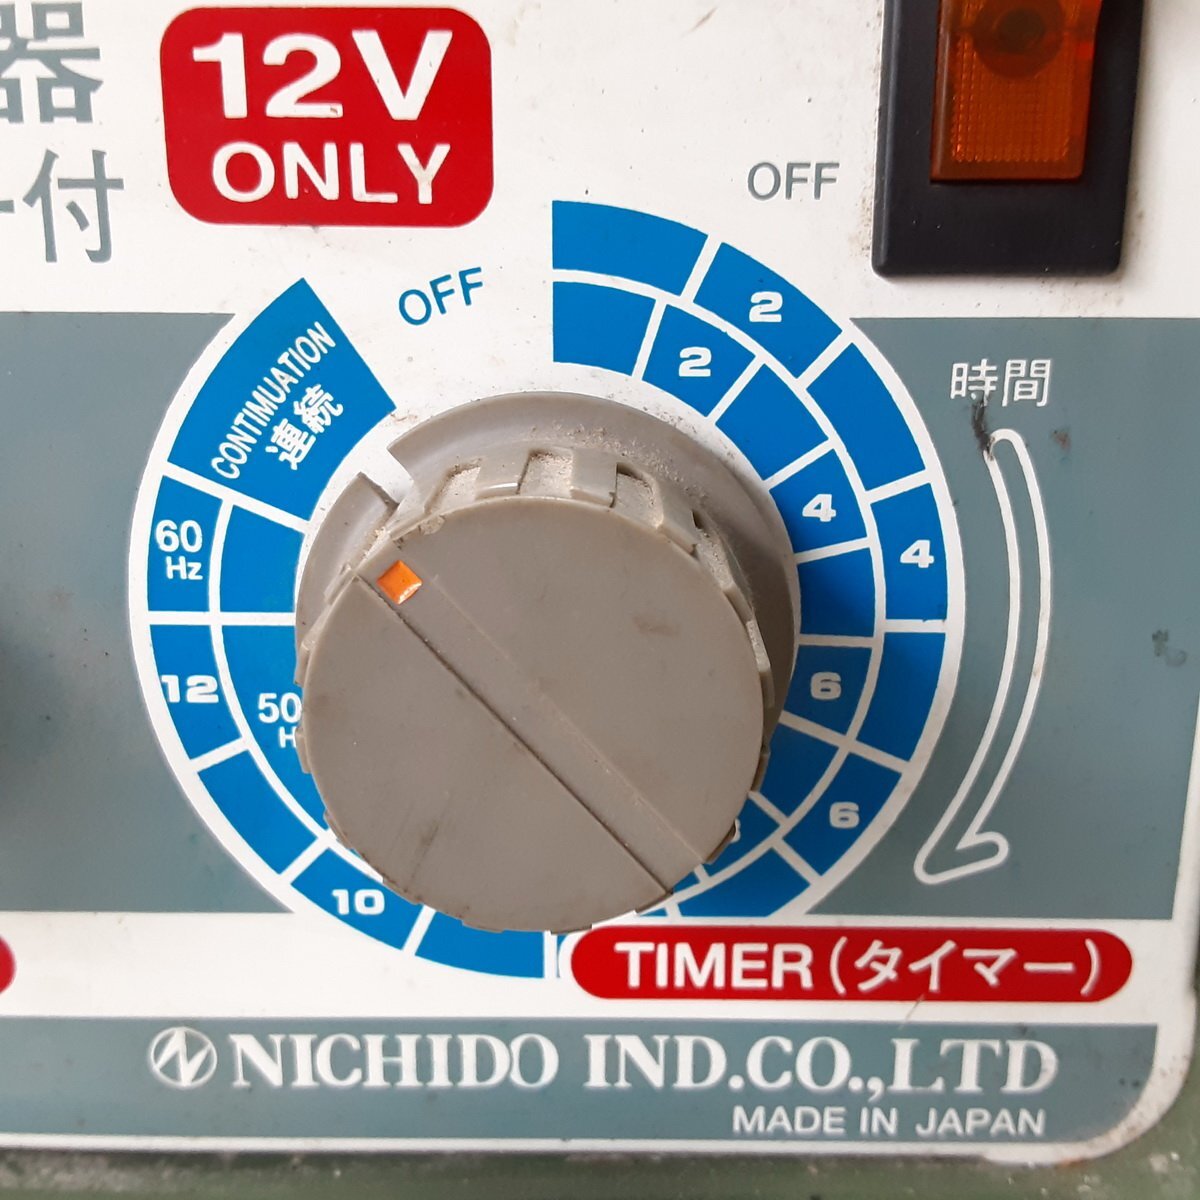 器
12V
ONLY
付
OFF
OFF
2
2
CONTIMUATION
連続
時間
60
Hz
4
4
12
50
H
6
6
10
TIMER(タイマー)
NICHIDO IND.CO.,LTD
MADE IN JAPAN